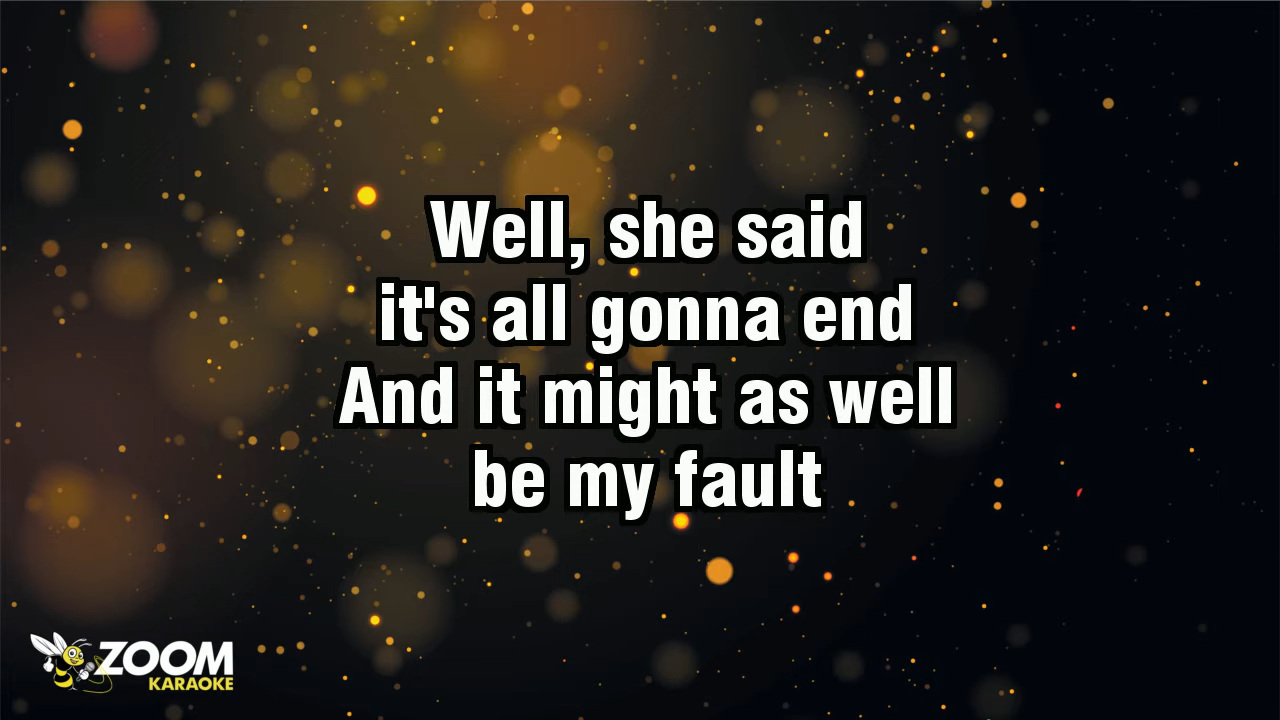 Well, she said
it's all gonna end
And it might as well
be my fault
ZOOM
KARAOKE